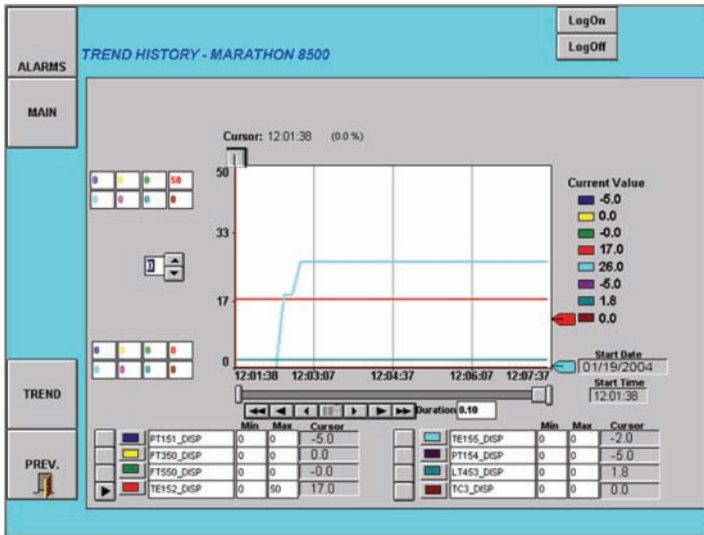 LogOn
LogOff
ALARMS
TREND HISTORY - MARATHON 8500
MAIN
Cursor: 12:01:38 (0.0 %)
50
33
17
0
0 0 0 50
0 0 0 0
0 0 0 0
0 0 0 0
Current Value
-5.0
0.0
-0.0
17.0
26.0
-5.0
1.8
0.0
12:01:38 12:03:07 12:04:37 12:06:07 12:07:37
Start Date
01/19/2004
Start Time
12:01:38
TREND
PREV.
Duration 0.10
Min Max Cursor
PT151_DISP 0 0 -5.0
FT350_DISP 0 0 0.0
FT550_DISP 0 0 -0.0
TE152_DISP 0 50 17.0
Min Max Cursor
TE155_DISP 0 0 -2.0
PT154_DISP 0 0 -5.0
LT453_DISP 0 0 1.8
TC3_DISP 0 0 0.0